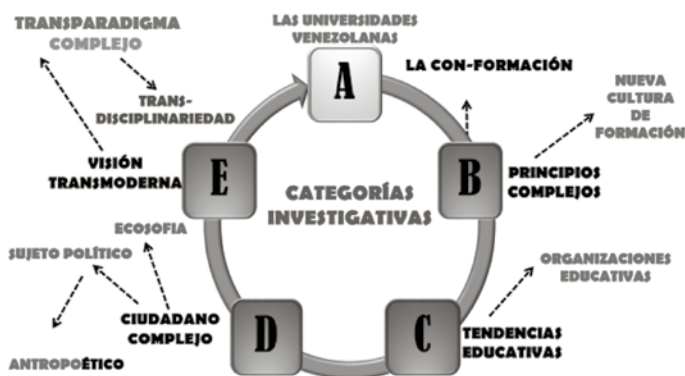 TRANSPARADIGMA
COMPLEJO
LAS UNIVERSIDADES
VENEZOLANAS
A
LA CON-FORMACIÓN
NUEVA
CULTURA
DE
FORMACIÓN
TRANS-
DISCIPLINARIEDAD
VISIÓN
TRANSMODERNA
E
B
PRINCIPIOS
COMPLEJOS
CATEGORÍAS
INVESTIGATIVAS
ECOSOFIA
SUJETO POLÍTICO
ORGANIZACIONES
EDUCATIVAS
CIUDADANO
COMPLEJO
D
C
TENDENCIAS
EDUCATIVAS
ANTROPOÉTICO